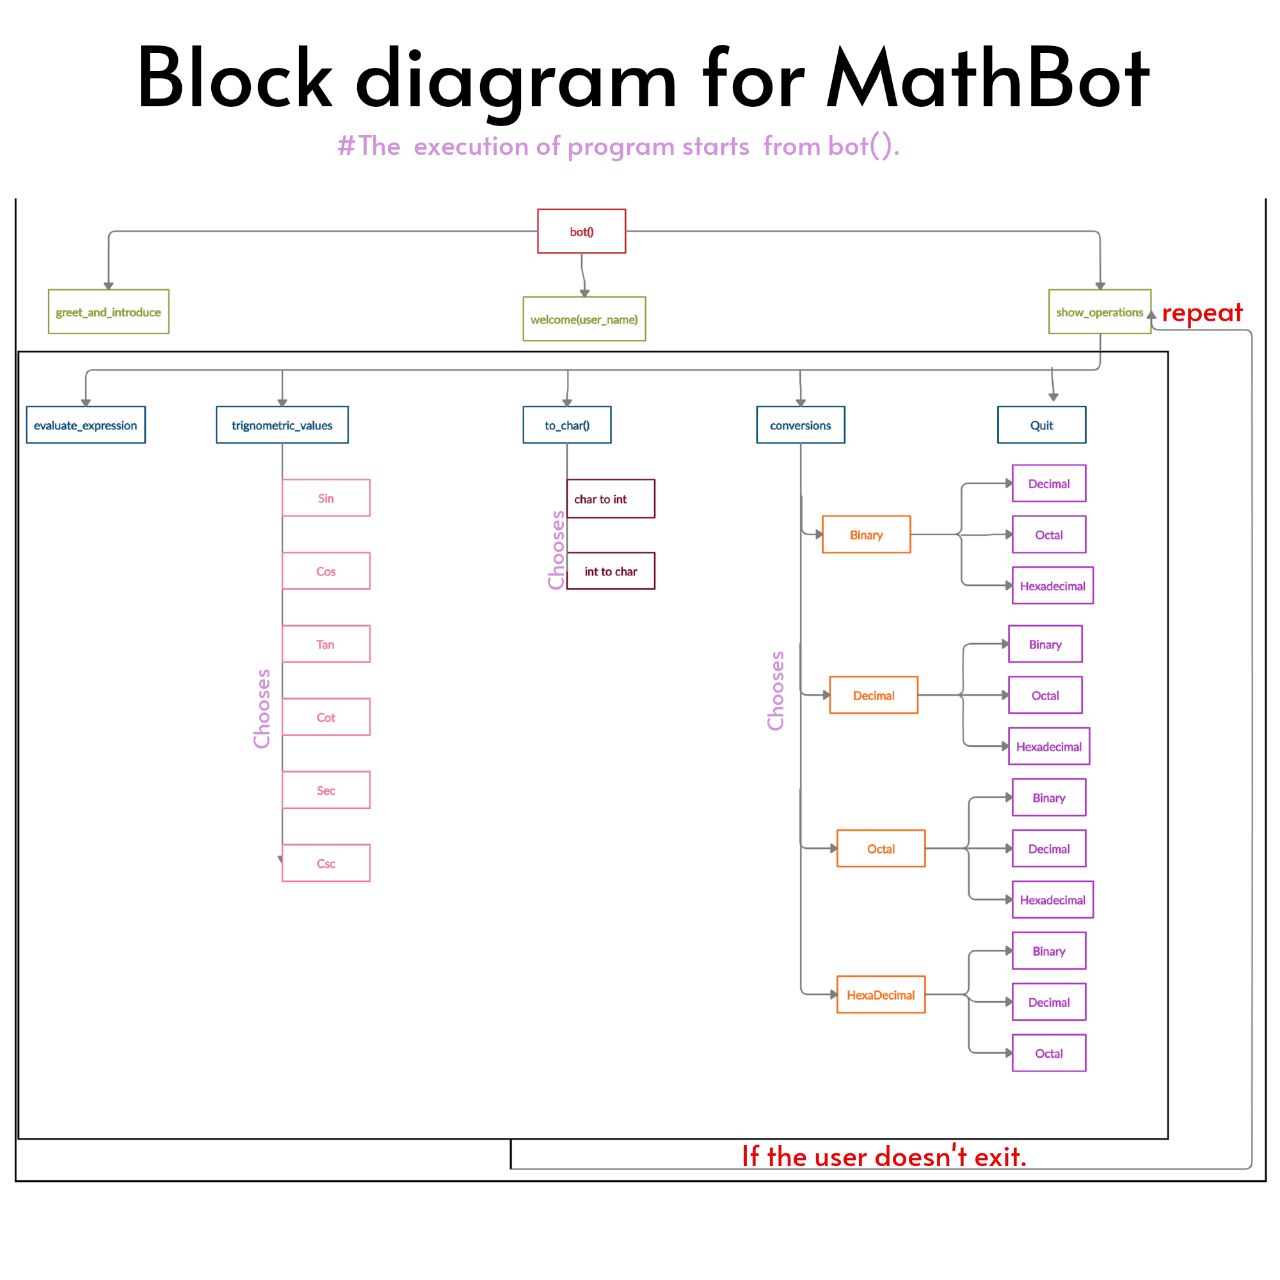 Block diagram for MathBot
#The execution of program starts from bot().
bot()
greet_and_introduce
welcome(user_name)
show_operations
repeat
evaluate_expression
trignometric_values
to_char()
conversions
Quit
Sin
Cos
Tan
Cot
Sec
Csc
Chooses
char to int
int to char
Chooses
Chooses
Binary
Decimal
Octal
Hexadecimal
Decimal
Binary
Octal
Hexadecimal
Octal
Binary
Decimal
Hexadecimal
HexaDecimal
Binary
Decimal
Octal
If the user doesn't exit.